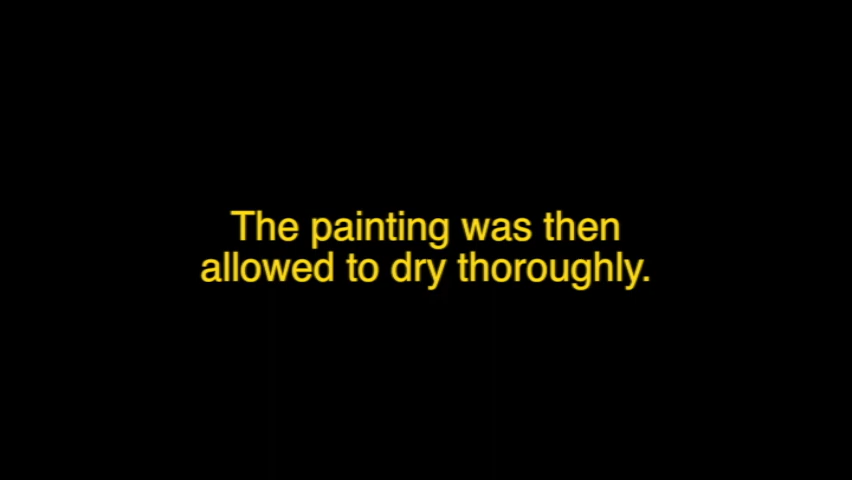 The painting was then
allowed to dry thoroughly.